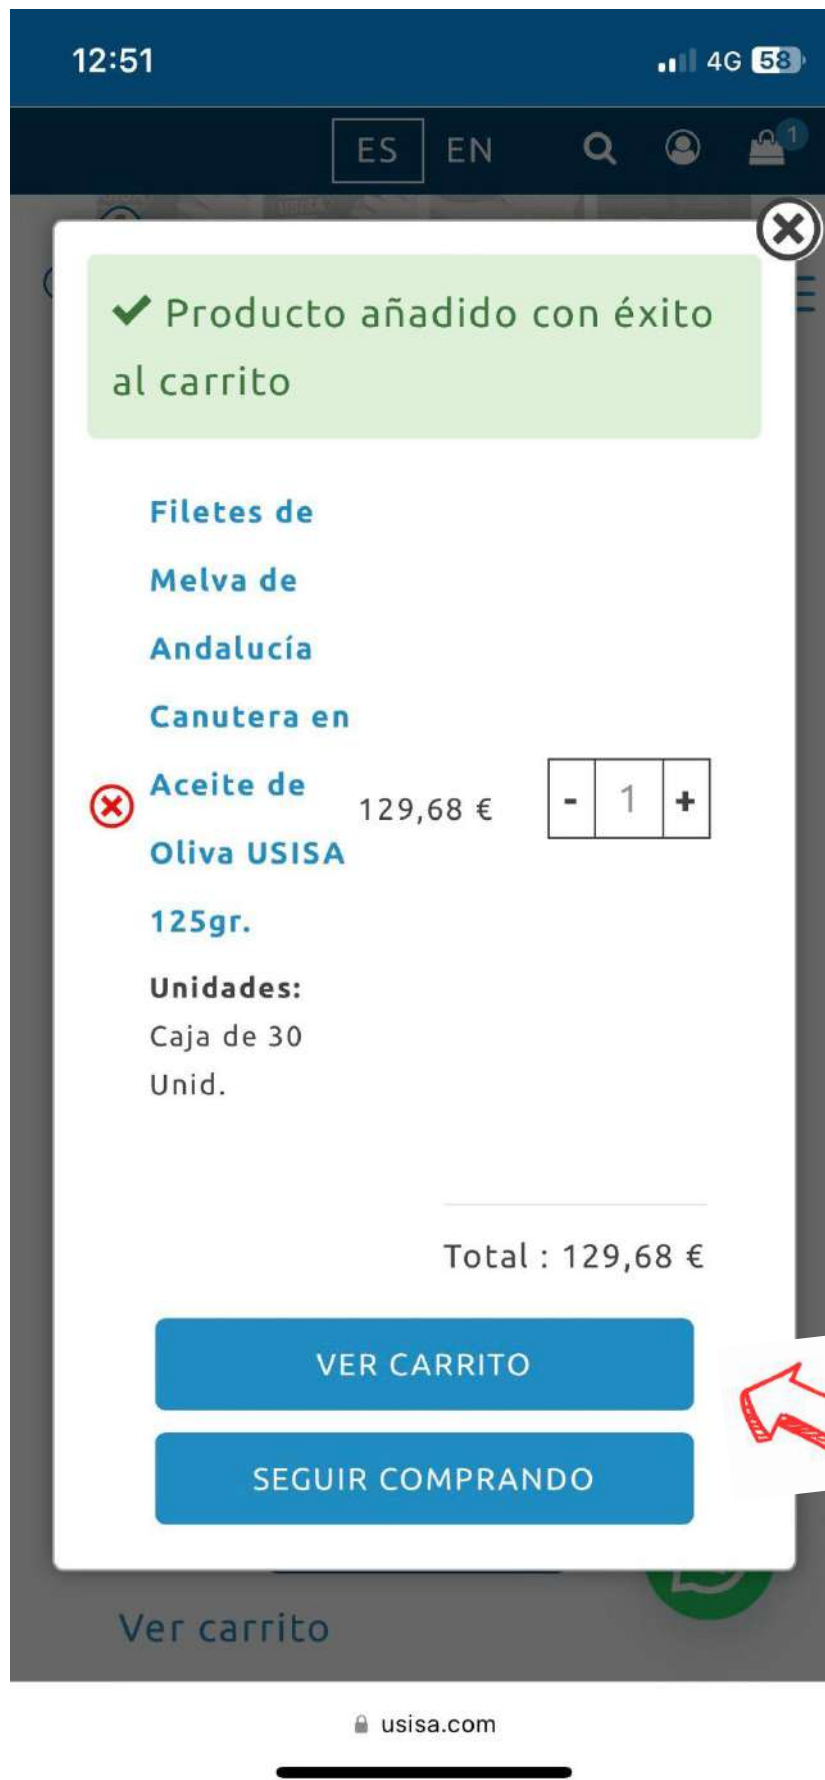 12:51
4G 58
ES EN
1
Producto añadido con éxito
al carrito
Filetes de
Melva de
Andalucía
Canutera en
Aceite de
Oliva USISA
125gr.
129,68 €
- 1 +
Unidades:
Caja de 30
Unid.
Total : 129,68 €
VER CARRITO
SEGUIR COMPRANDO
Ver carrito
usisa.com